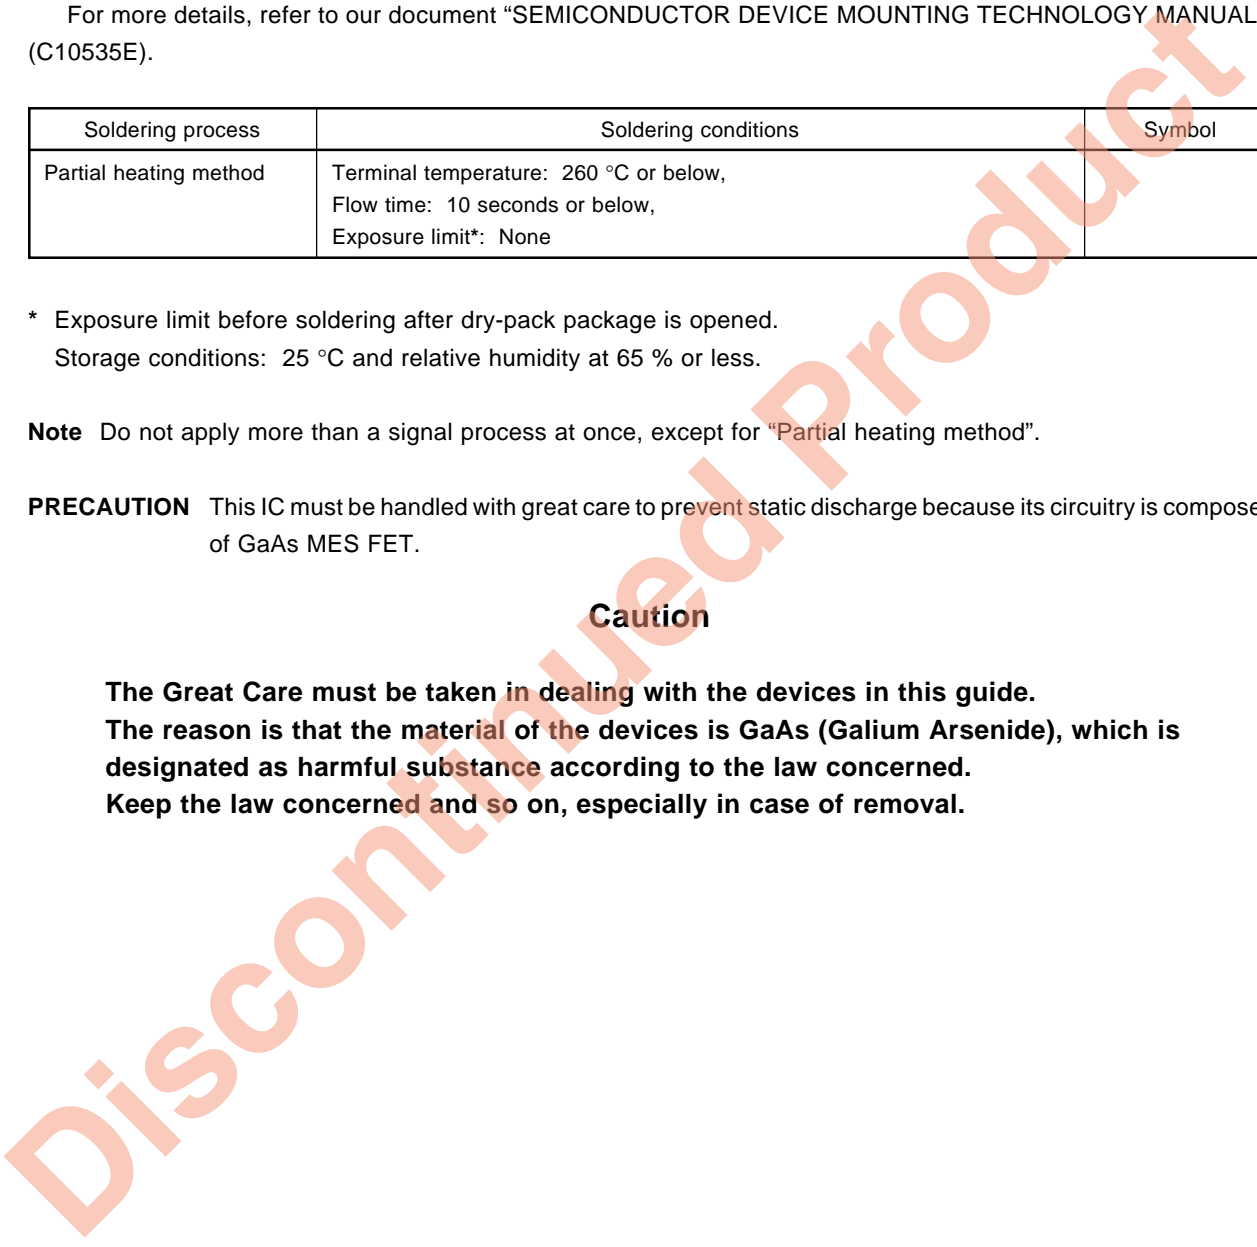 For more details, refer to our document “SEMICONDUCTOR DEVICE MOUNTING TECHNOLOGY MANUAL
(C10535E).
Soldering process Soldering conditions Symbol
Partial heating method Terminal temperature: 260 °C or below,
Flow time: 10 seconds or below,
Exposure limit*: None
* Exposure limit before soldering after dry-pack package is opened.
Storage conditions: 25 °C and relative humidity at 65 % or less.
Note Do not apply more than a signal process at once, except for “Partial heating method”.
PRECAUTION This IC must be handled with great care to prevent static discharge because its circuitry is compose
of GaAs MES FET.
Caution
The Great Care must be taken in dealing with the devices in this guide.
The reason is that the material of the devices is GaAs (Galium Arsenide), which is
designated as harmful substance according to the law concerned.
Keep the law concerned and so on, especially in case of removal.
Discontinued Product